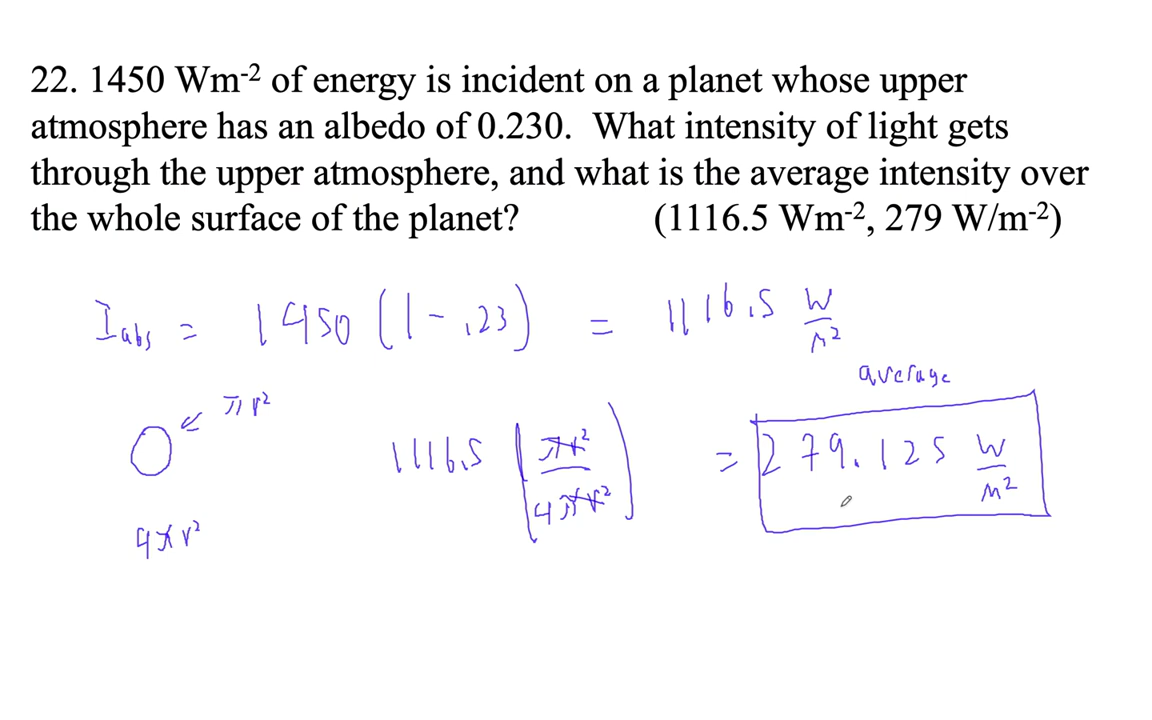 22. 1450 Wm-2 of energy is incident on a planet whose upper
atmosphere has an albedo of 0.230. What intensity of light gets
through the upper atmosphere, and what is the average intensity over
the whole surface of the planet? (1116.5 Wm-2, 279 W/m-2)
Iabs = 1450 (1 - .23) = 1116.5 W/m2
average
πr2
1116.5 (πr2/4πr2) = 279.125 W/m2
4πr2